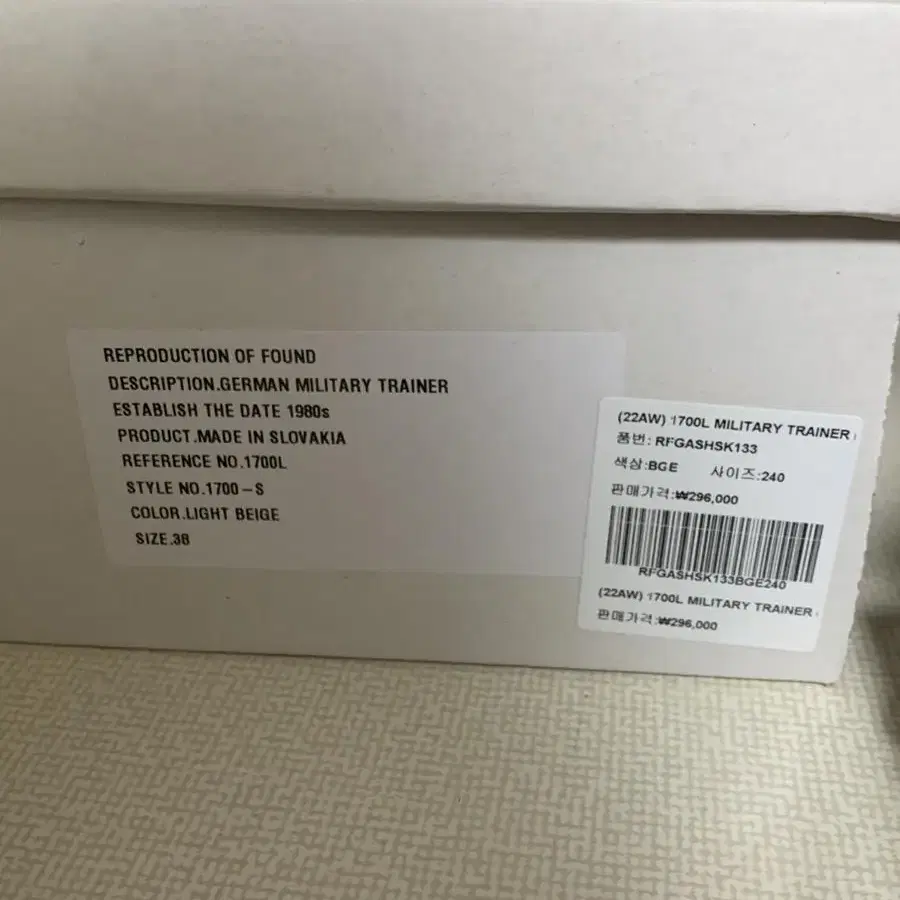 REPRODUCTION OF FOUND
DESCRIPTION.GERMAN MILITARY TRAINER
ESTABLISH THE DATE 1980s
PRODUCT.MADE IN SLOVAKIA
REFERENCE NO.1700L
STYLE NO.1700-S
COLOR.LIGHT BEIGE
SIZE.38
(22AW) 1700L MILITARY TRAINER
품번: RFGASHSK133
색상:BGE 사이즈:240
판매가격:₩296,000
RFGASHSK133BGE240
(22AW) 1700L MILITARY TRAINER
판매가격:₩296,000